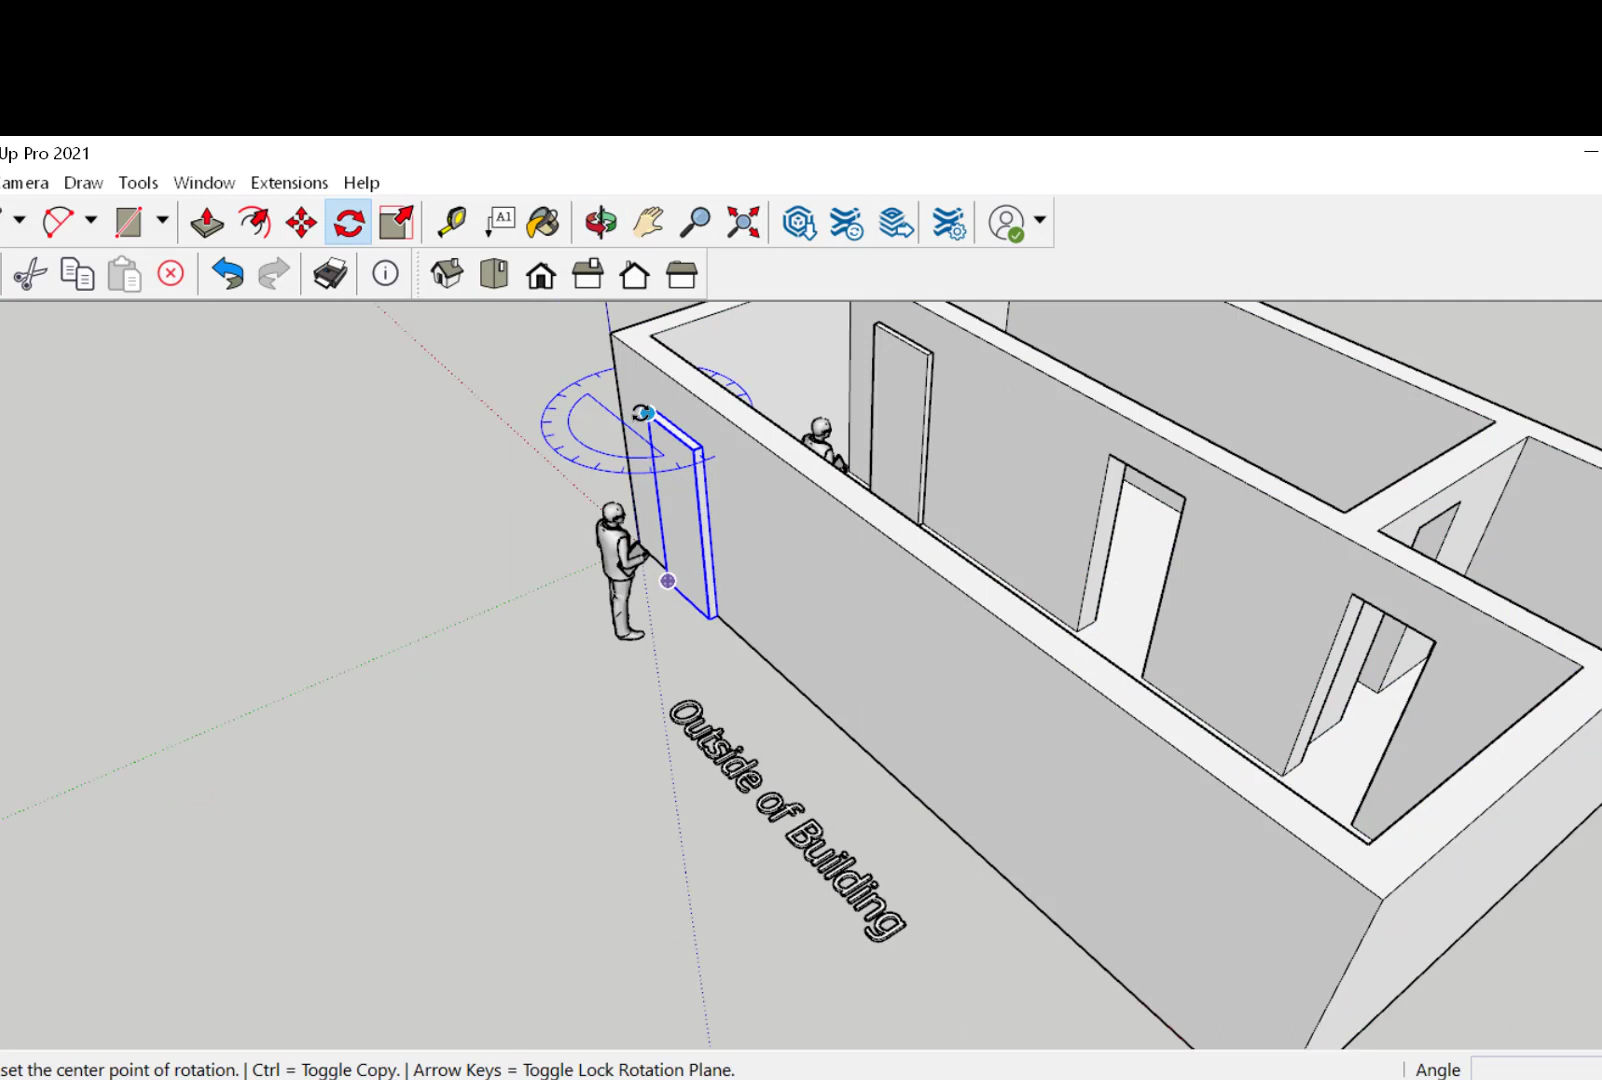 Up Pro 2021
amera Draw Tools Window Extensions Help
A1
Outside of Building
set the center point of rotation. | Ctrl = Toggle Copy. | Arrow Keys = Toggle Lock Rotation Plane.
Angle